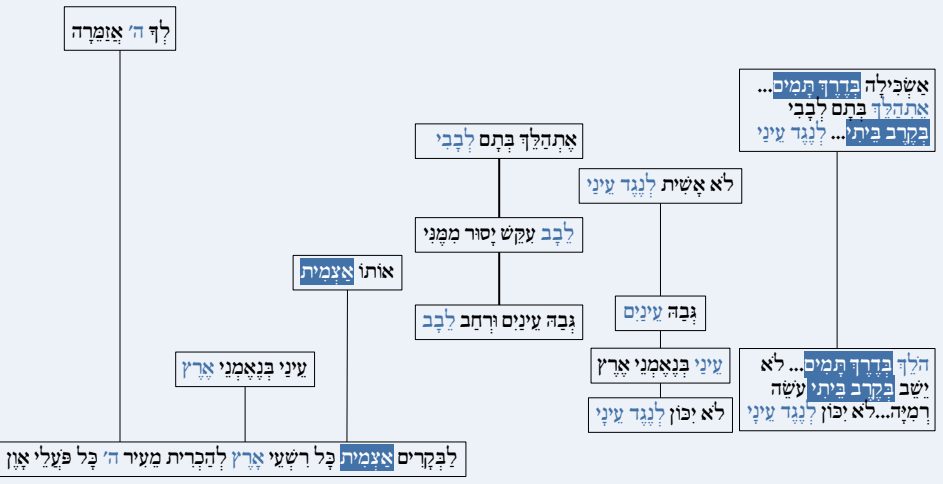 לְךָ ה' אֲזַמֵּרָה
אַשְׂכִּילָה בְּדֶרֶךְ תָּמִים...
אֶתְהַלֵּךְ בְּתָם לְבָבִי
בְּקֶרֶב בֵּיתִי... לְנֶגֶד עֵינַי
אֶתְהַלֵּךְ בְּתָם לְבָבִי
לֹא אָשִׁית לְנֶגֶד עֵינַי
לֵבָב עִקֵּשׁ יָסוּר מִמֶּנִּי
אוֹתוֹ אַצְמִית
גְּבַהּ עֵינַיִם
גְּבַהּ עֵינַיִם וּרְחַב לֵבָב
עֵינַי בְּנֶאֶמְנֵי אֶרֶץ
עֵינַי בְּנֶאֶמְנֵי אֶרֶץ
הֹלֵךְ בְּדֶרֶךְ תָּמִים... לֹא
יֵשֵׁב בְּקֶרֶב בֵּיתִי עֹשֵׂה
רְמִיָּה...לֹא יִכּוֹן לְנֶגֶד עֵינָי
לֹא יִכּוֹן לְנֶגֶד עֵינָי
לַבְּקָרִים אַצְמִית כָּל רִשְׁעֵי אָרֶץ לְהַכְרִית מֵעִיר ה' כָּל פֹּעֲלֵי אָוֶן